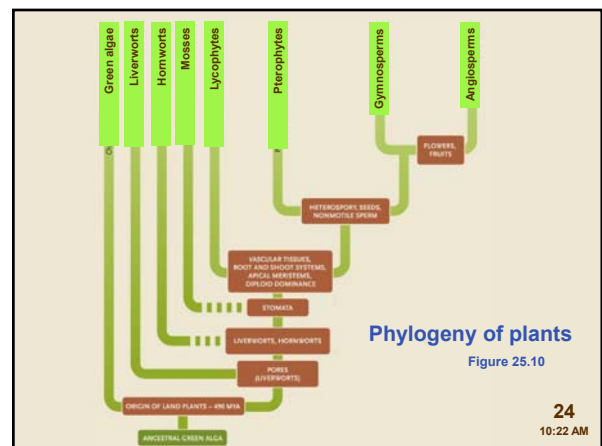 Green algae
Liverworts
Hornworts
Mosses
Lycophytes
Pterophytes
Gymnosperms
Angiosperms
FLOWERS,
FRUITS
HETEROSPORY, SEEDS,
NONMOTILE SPERM
VASCULAR TISSUES,
ROOT AND SHOOT SYSTEMS,
APICAL MERISTEMS,
DIPLOID DOMINANCE
STOMATA
LIVERWORTS, HORNWORTS
PORES
(LIVERWORTS)
ORIGIN OF LAND PLANTS – 490 MYA
ANCESTRAL GREEN ALGA
Phylogeny of plants
Figure 25.10
24
10:22 AM